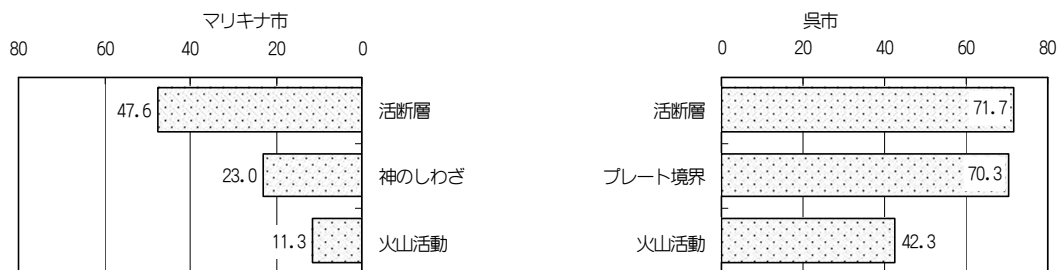 マリキナ市
80 60 40 20 0
47.6 活断層
23.0 神のしわざ
11.3 火山活動
呉市
0 20 40 60 80
活断層 71.7
プレート境界 70.3
火山活動 42.3